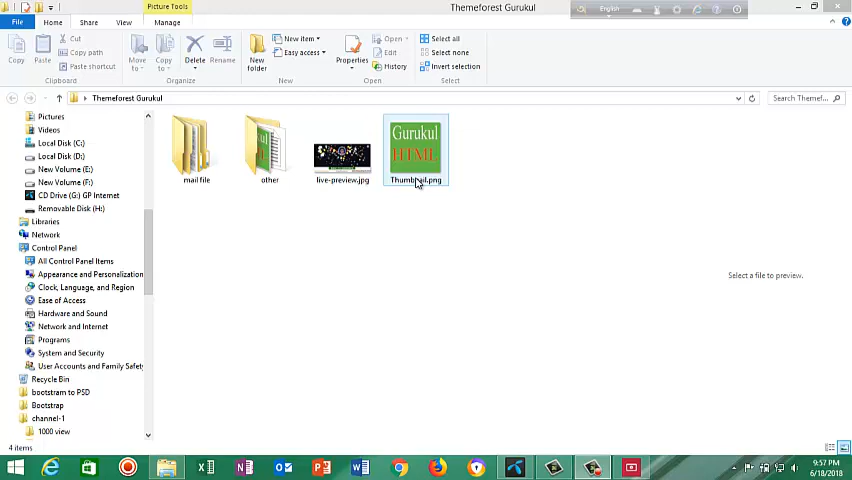 Picture Tools
Themeforest Gurukul
English
File
Home
Share
View
Manage
Copy
Paste
Cut
Copy path
Paste shortcut
Clipboard
Move to
Copy to
Delete
Rename
Organize
New folder
New item
Easy access
New
Properties
Open
Edit
History
Open
Select all
Select none
Invert selection
Select
Themeforest Gurukul
Search Themef...
Pictures
Videos
Local Disk (C:)
Local Disk (D:)
New Volume (E:)
New Volume (F:)
CD Drive (G:) GP Internet
Removable Disk (H:)
Libraries
Network
Control Panel
All Control Panel Items
Appearance and Personalization
Clock, Language, and Region
Ease of Access
Hardware and Sound
Network and Internet
Programs
System and Security
User Accounts and Family Safety
Recycle Bin
bootstram to PSD
Bootstrap
channel-1
1000 view
mail file
other
live-preview.jpg
Gurukul
HTML
Thumbnail.png
Select a file to preview.
4 items
9:57 PM
6/18/2018